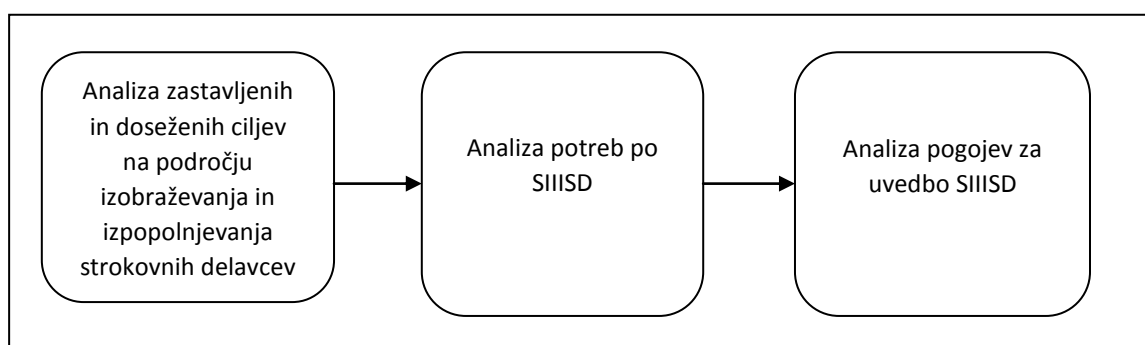 Analiza zastavljenih
in doseženih ciljev
na področju
izobraževanja in
izpopolnjevanja
strokovnih delavcev
Analiza potreb po
SIIISD
Analiza pogojev za
uvedbo SIIISD